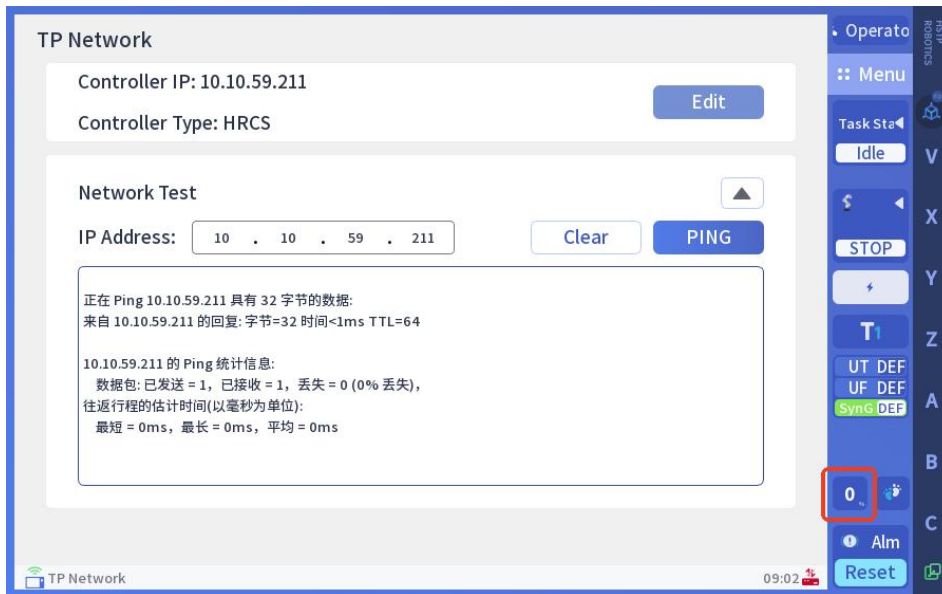 TP Network
Controller IP: 10.10.59.211
Edit
Controller Type: HRCS
Network Test
IP Address: 10 . 10 . 59 . 211
Clear
PING
正在 Ping 10.10.59.211 具有 32 字节的数据:
来自 10.10.59.211 的回复: 字节=32 时间<1ms TTL=64
10.10.59.211 的 Ping 统计信息:
数据包: 已发送 = 1，已接收 = 1，丢失 = 0 (0% 丢失)，
往返行程的估计时间(以毫秒为单位):
最短 = 0ms，最长 = 0ms，平均 = 0ms
TP Network
09:02
Operato
Menu
Task Sta
Idle
STOP
T1
UT DEF
UF DEF
SynG DEF
0 %
Alm
Reset
HSTP
ROBOTICS
V
X
Y
Z
A
B
C